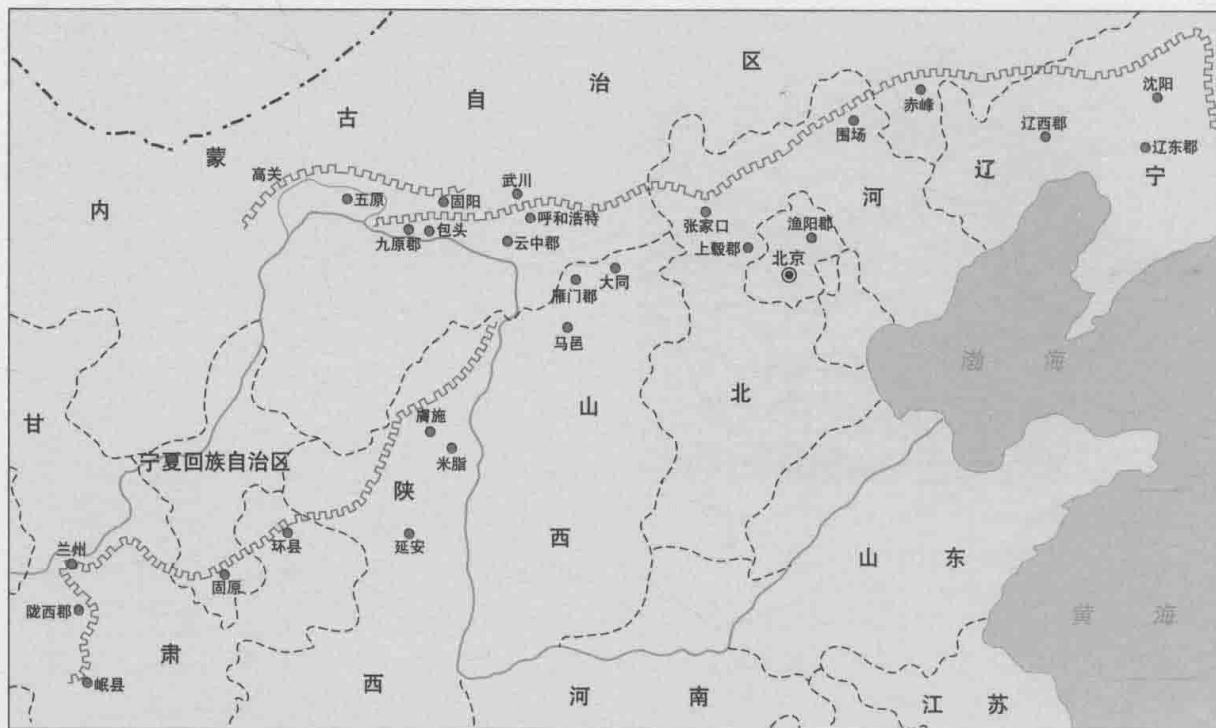 内 蒙 古 自 治 区
高关
五原
固阳
武川
呼和浩特
九原郡
包头
云中郡
雁门郡
大同
马邑
张家口
上毂郡
渔阳郡
北京
围场
赤峰
辽西郡
沈阳
辽东郡
辽 宁
河 北
渤 海
山 西
甘 肃
宁夏回族自治区
膚施
米脂
陕 西
延安
环县
固原
兰州
陇西郡
岷县
山 东
黄 海
河 南
江 苏